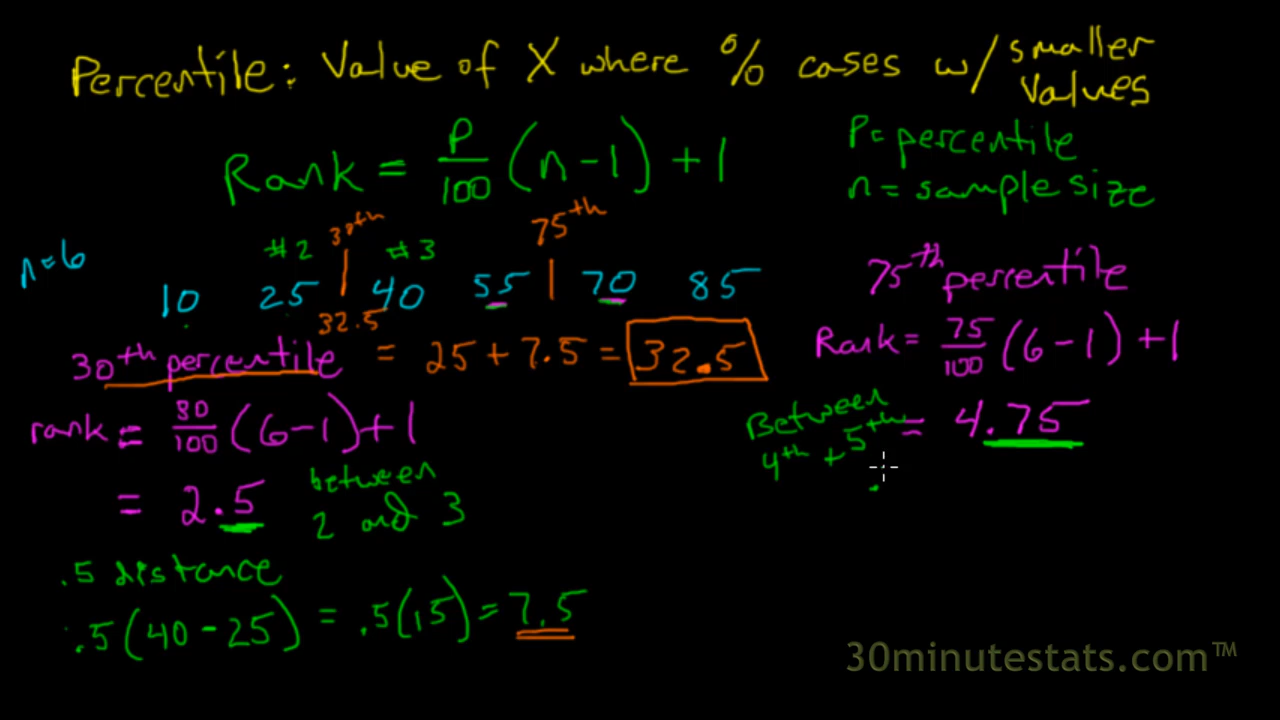 Percentile: Value of X where % cases w/ smaller values
Rank = P/100 (n-1) + 1
P = percentile
n = sample size
n=6
#2 30th #3 75th
10 25 | 40 55 | 70 85
32.5
30th percentile = 25 + 7.5 = 32.5
rank = 30/100 (6-1) + 1
= 2.5
between
2 and 3
.5 distance
.5(40-25) = .5(15) = 7.5
75th percentile
Rank = 75/100 (6-1) + 1
= 4.75
Between
4th + 5th
.
30minutestats.com™